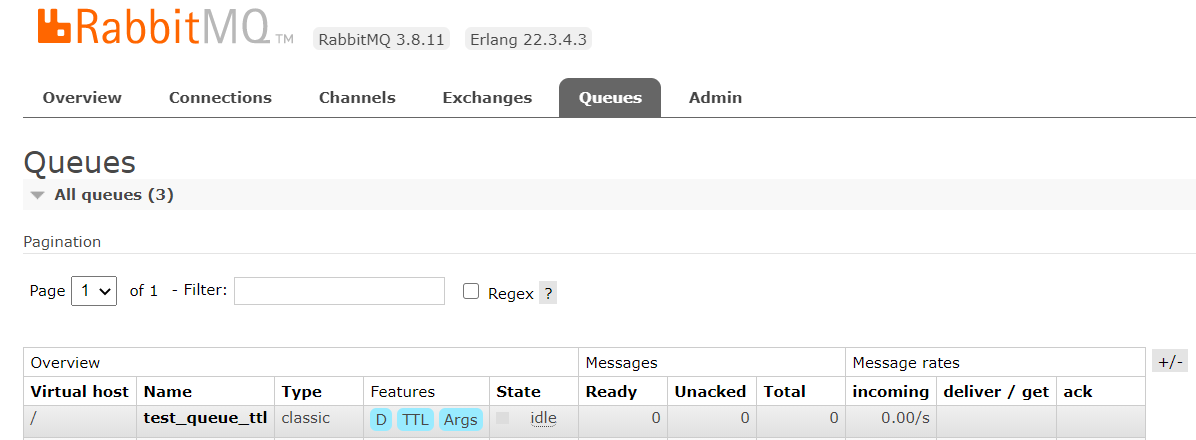 RabbitMQ TM RabbitMQ 3.8.11 Erlang 22.3.4.3
Overview Connections Channels Exchanges Queues Admin
Queues
All queues (3)
Pagination
Page 1 of 1 - Filter: Regex ?
Overview Messages Message rates +/-
Virtual host Name Type Features State Ready Unacked Total incoming deliver / get ack
/ test_queue_ttl classic D TTL Args idle 0 0 0 0.00/s